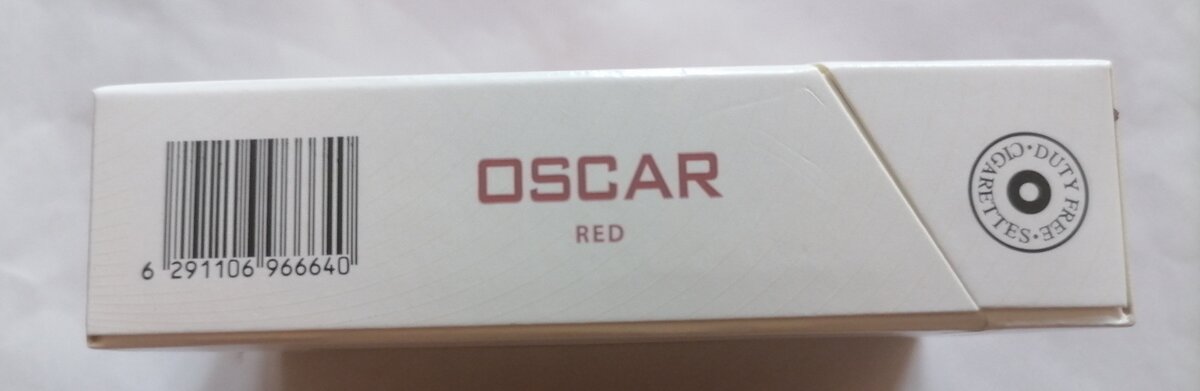 OSCAR
RED
6 291106 966640
DUTY FREE · CIGARETTES ·